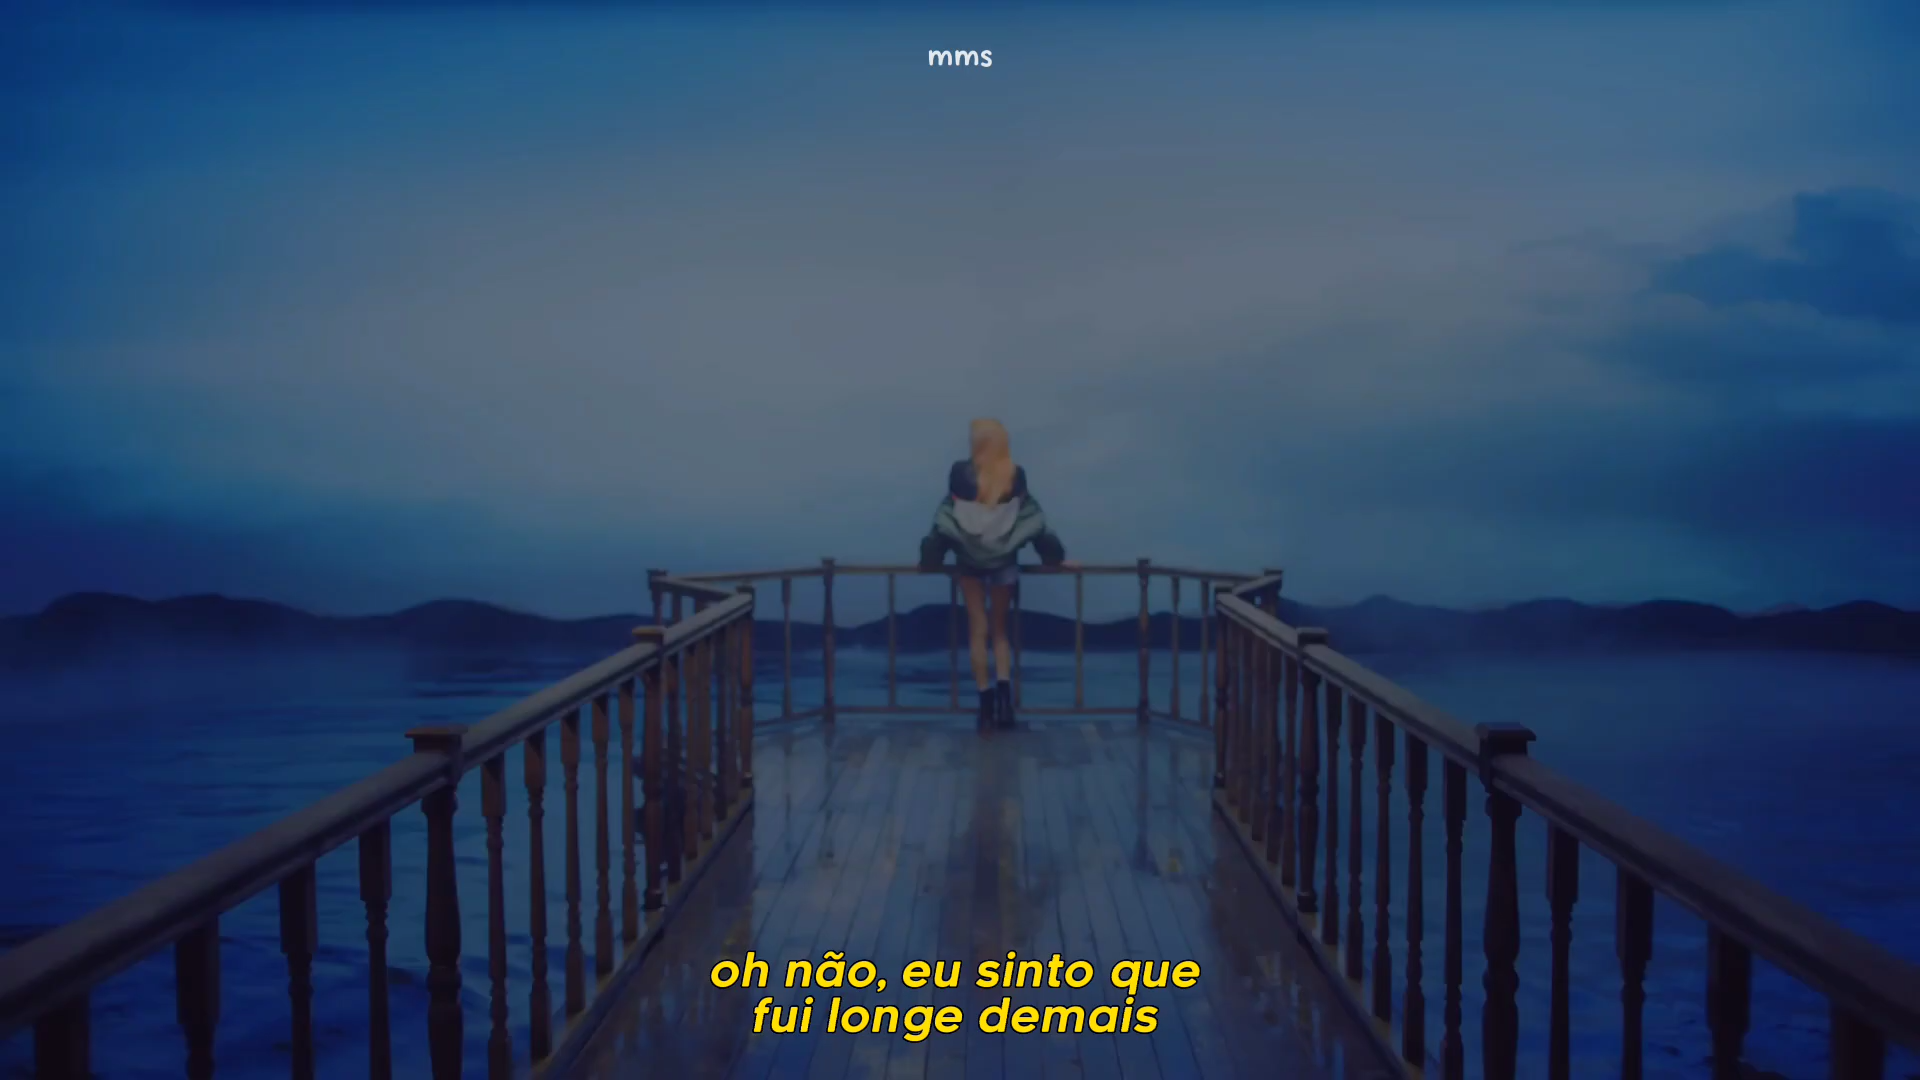 mms
oh não, eu sinto que
fui longe demais